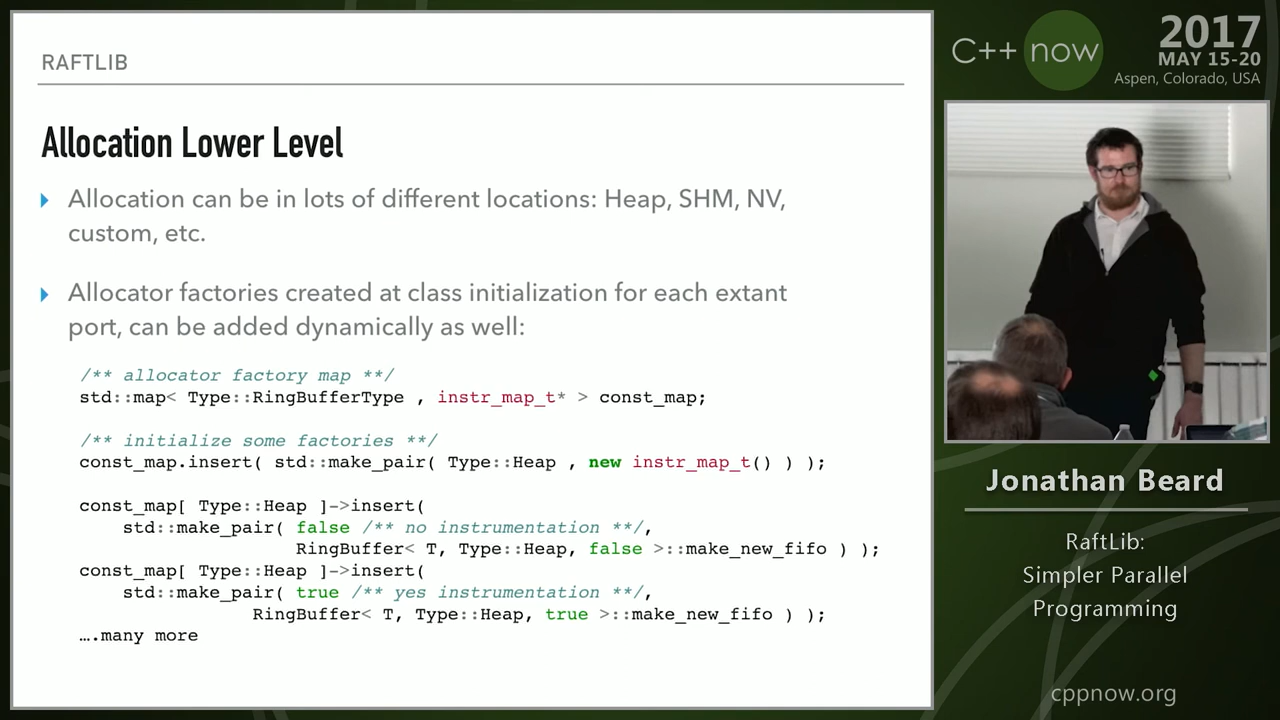 RAFTLIB
Allocation Lower Level
Allocation can be in lots of different locations: Heap, SHM, NV,
custom, etc.
Allocator factories created at class initialization for each extant
port, can be added dynamically as well:
/** allocator factory map **/
std::map< Type::RingBufferType , instr_map_t* > const_map;
/** initialize some factories **/
const_map.insert( std::make_pair( Type::Heap , new instr_map_t() ) );
const_map[ Type::Heap ]->insert(
std::make_pair( false /** no instrumentation **/,
RingBuffer< T, Type::Heap, false >::make_new_fifo ) );
const_map[ Type::Heap ]->insert(
std::make_pair( true /** yes instrumentation **/,
RingBuffer< T, Type::Heap, true >::make_new_fifo ) );
….many more
C++ now
2017
MAY 15-20
Aspen, Colorado, USA
Jonathan Beard
RaftLib:
Simpler Parallel
Programming
cppnow.org